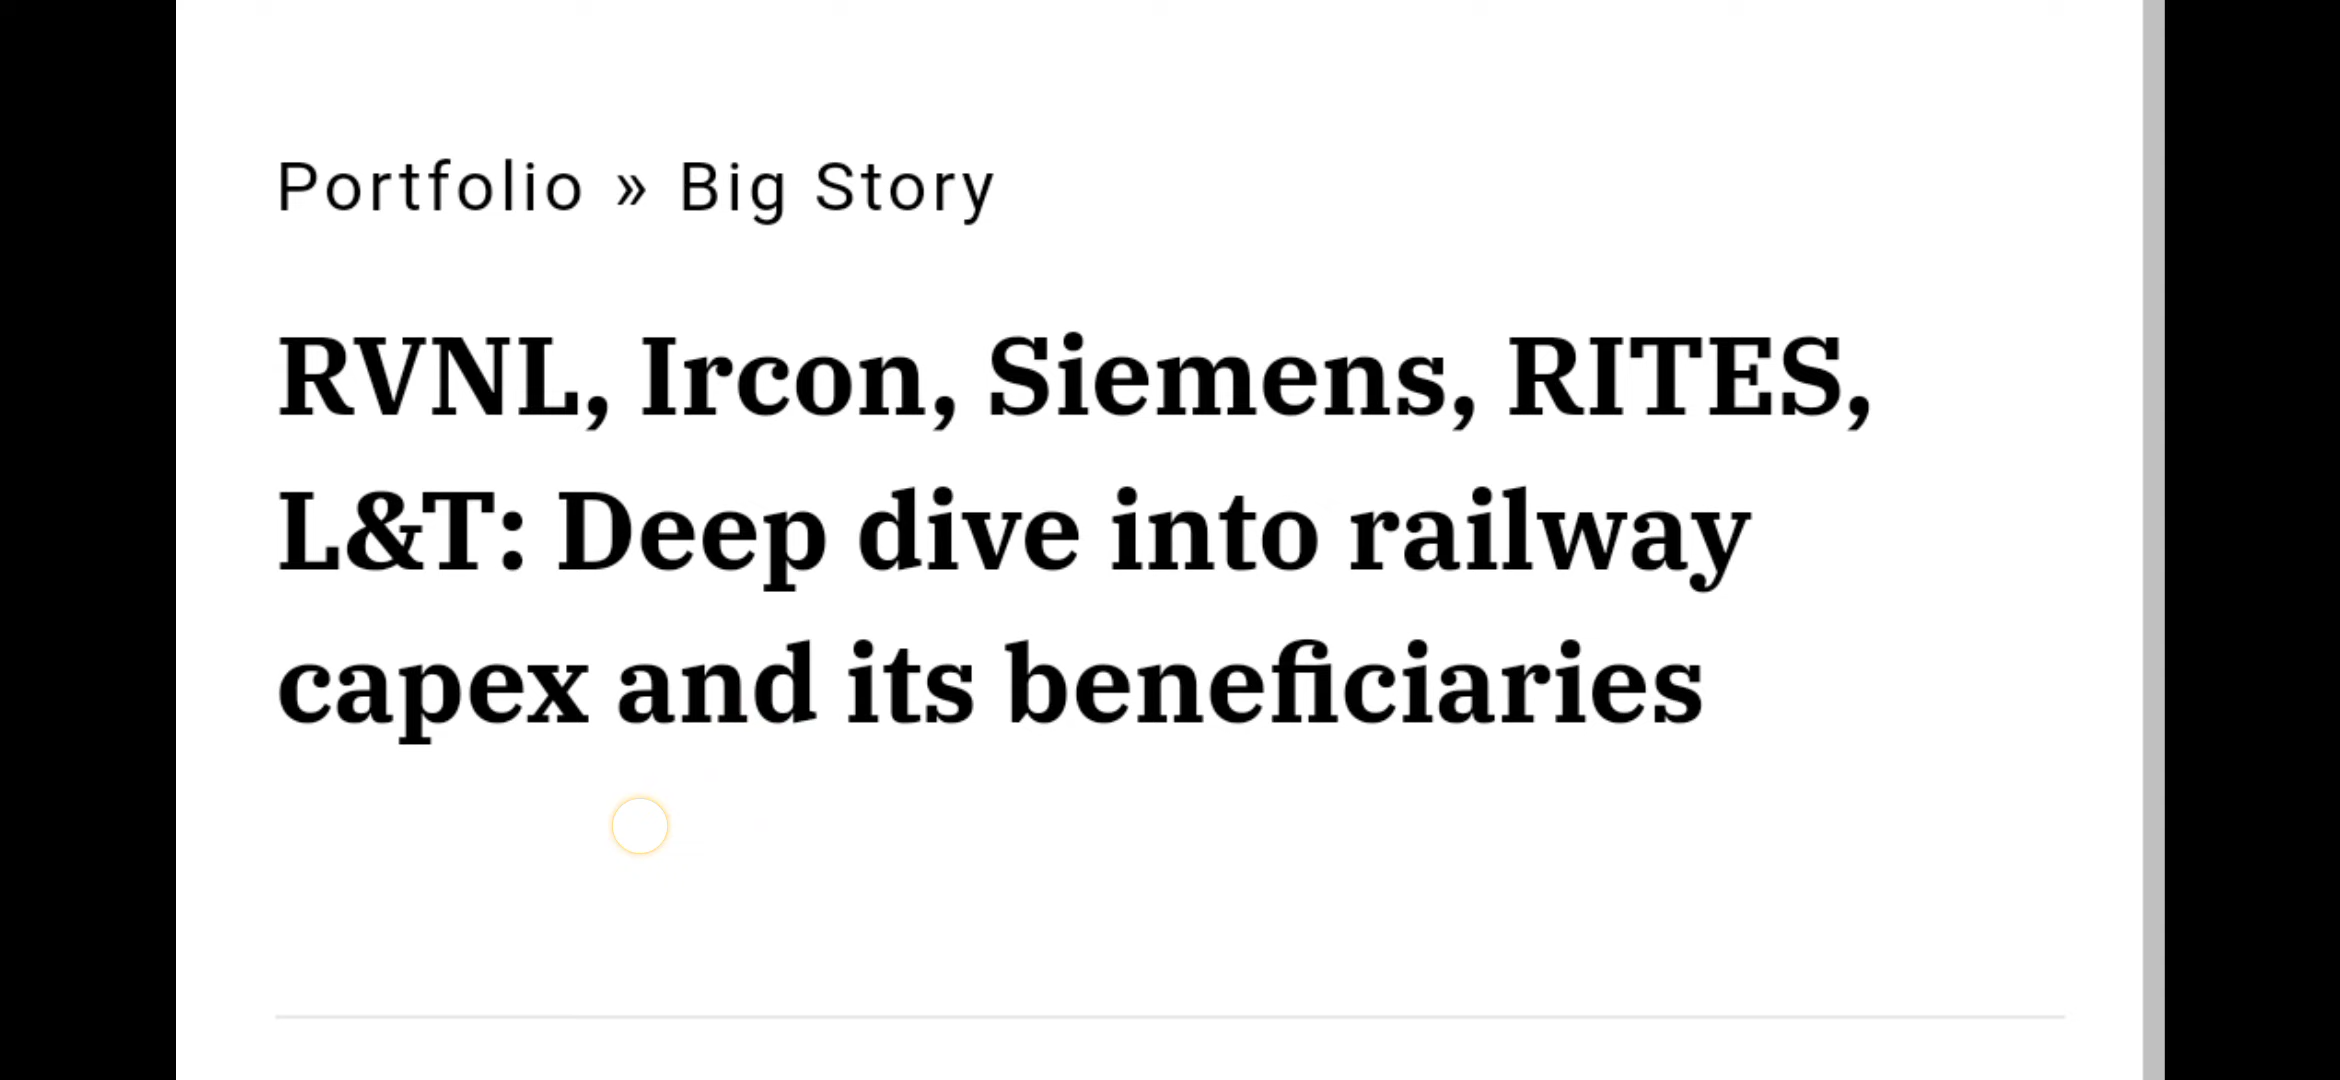 Portfolio » Big Story
RVNL, Ircon, Siemens, RITES,
L&T: Deep dive into railway
capex and its beneficiaries